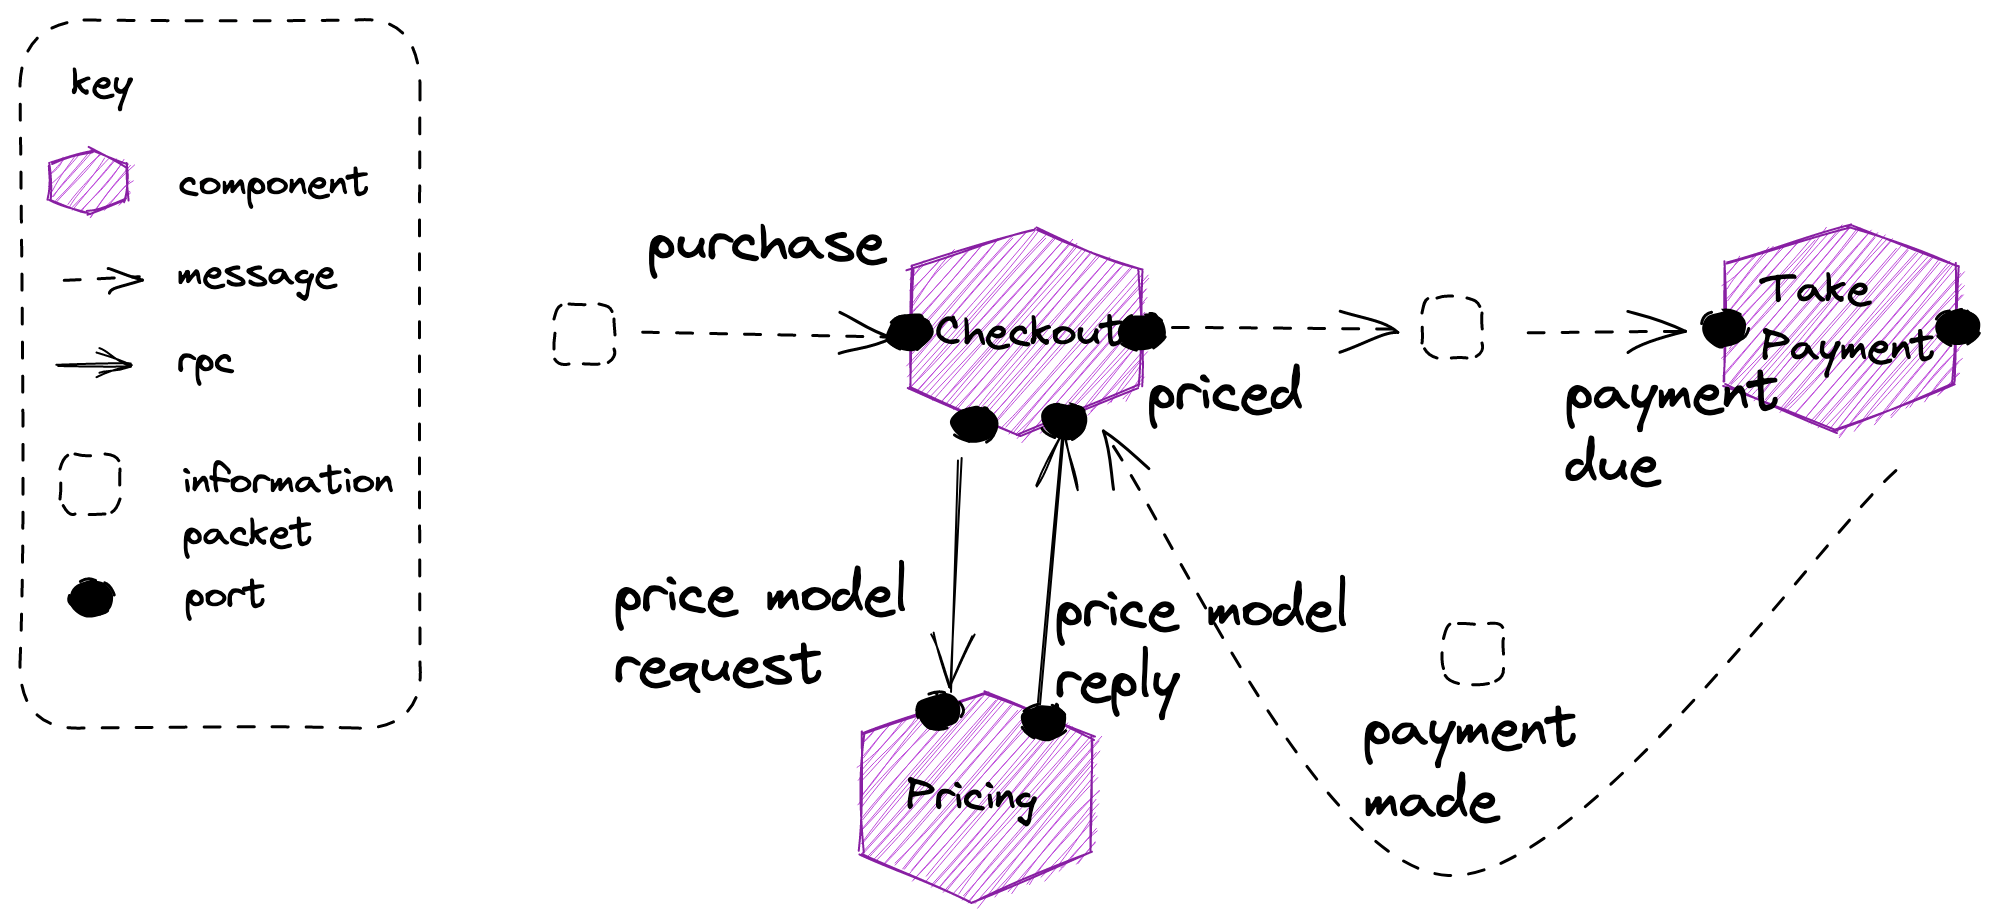 key
component
message
rpc
information
packet
port
purchase
Checkout
priced
Take
Payment
payment
due
price model
request
price model
reply
payment
made
Pricing